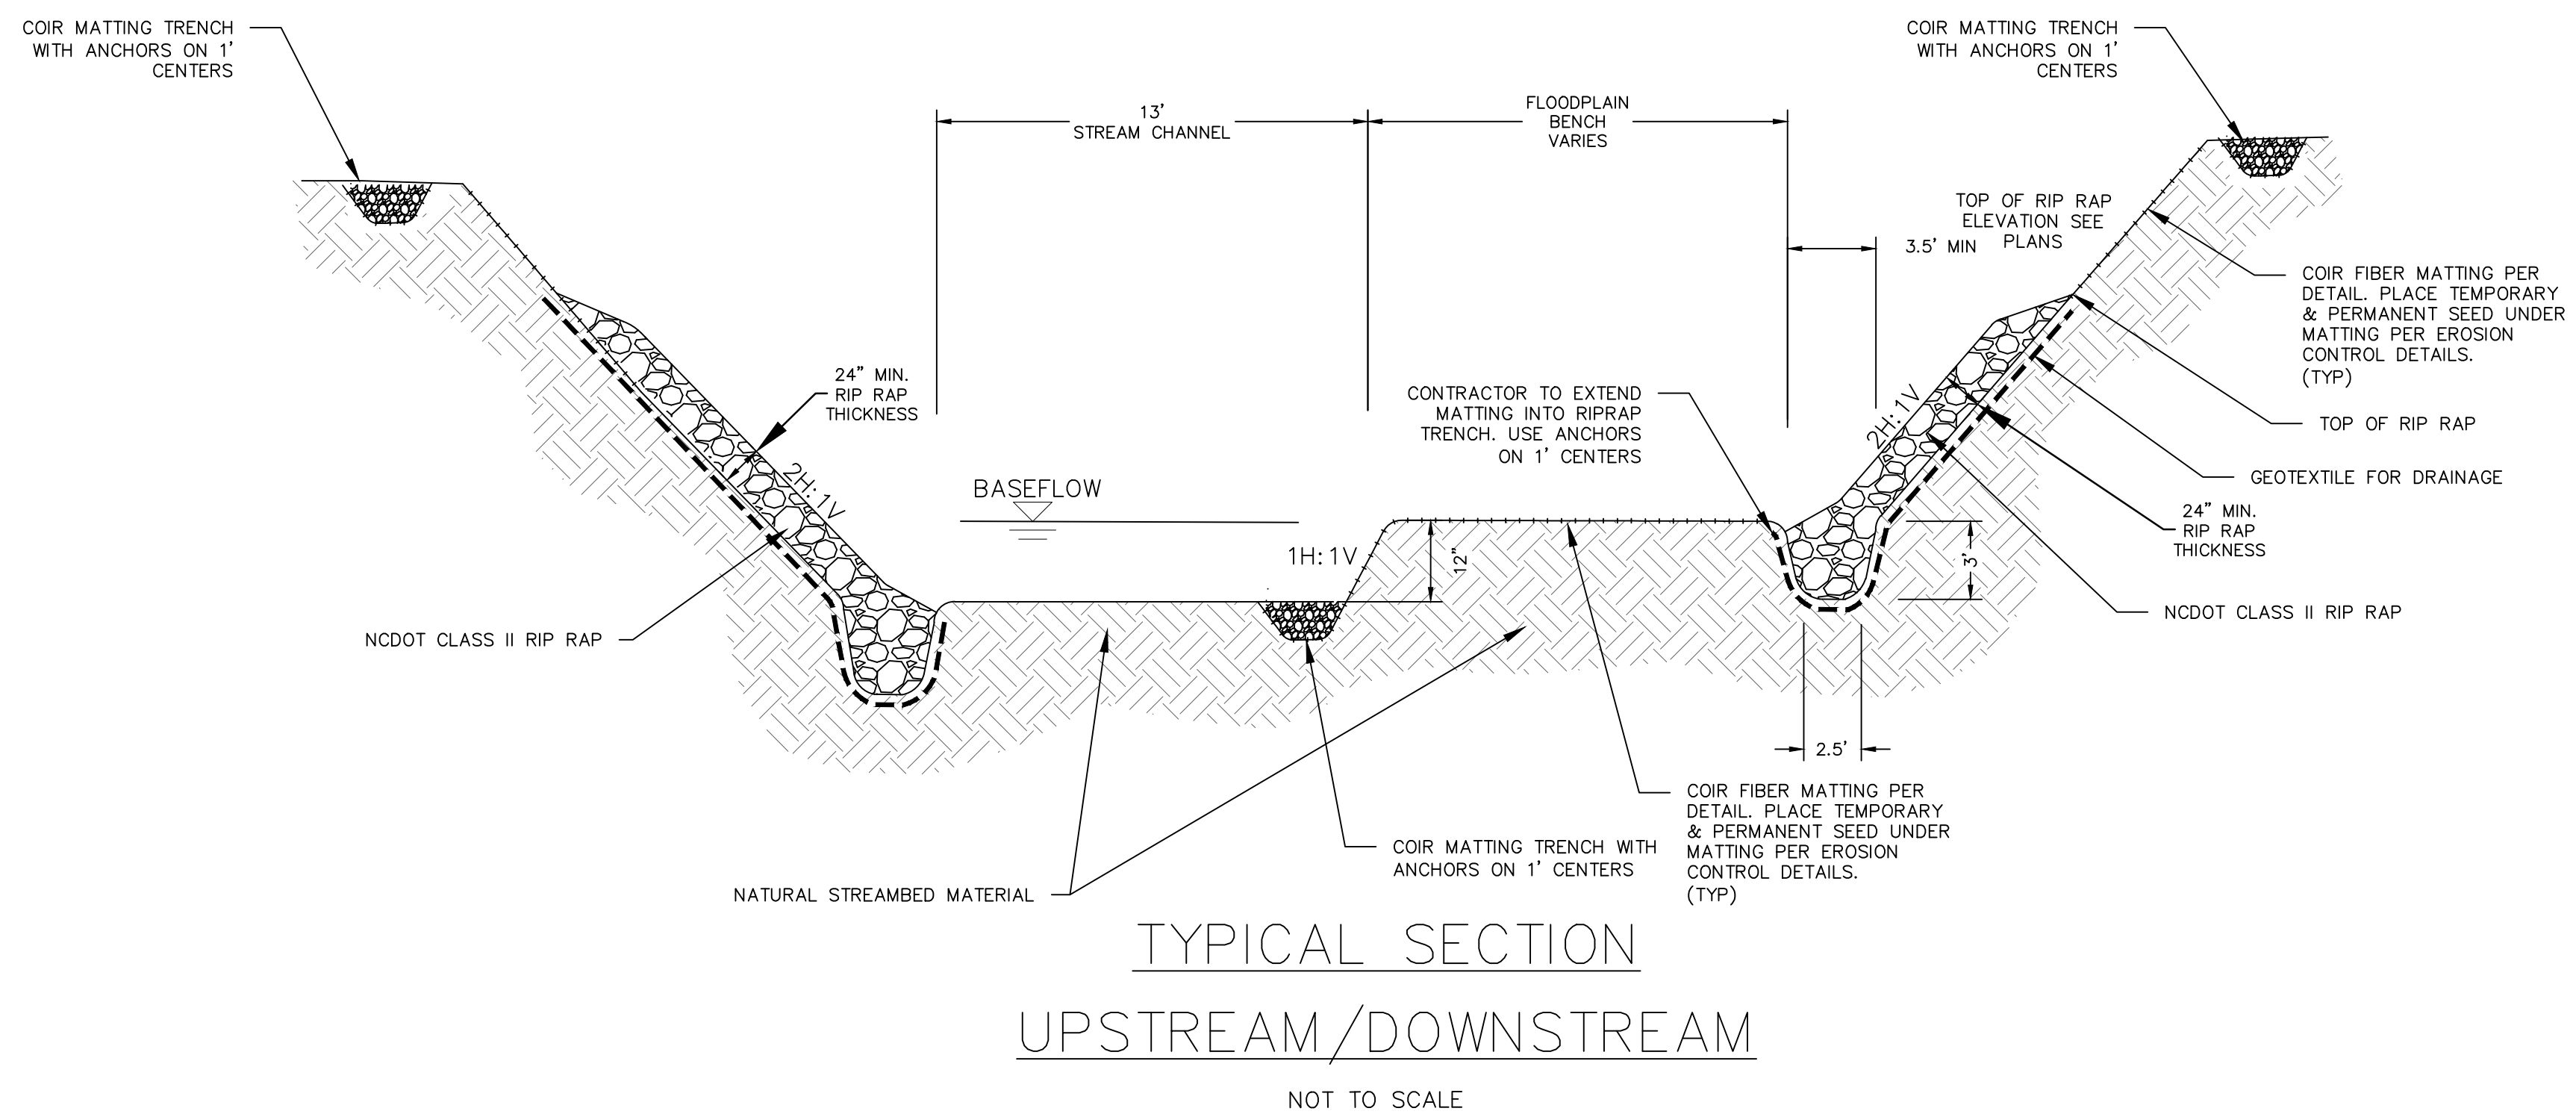 COIR MATTING TRENCH
WITH ANCHORS ON 1'
CENTERS
COIR MATTING TRENCH
WITH ANCHORS ON 1'
CENTERS
13'
STREAM CHANNEL
FLOODPLAIN
BENCH
VARIES
TOP OF RIP RAP
ELEVATION SEE
PLANS
3.5' MIN
COIR FIBER MATTING PER
DETAIL. PLACE TEMPORARY
& PERMANENT SEED UNDER
MATTING PER EROSION
CONTROL DETAILS.
(TYP)
24" MIN.
RIP RAP
THICKNESS
CONTRACTOR TO EXTEND
MATTING INTO RIPRAP
TRENCH. USE ANCHORS
ON 1' CENTERS
2H:1V
TOP OF RIP RAP
GEOTEXTILE FOR DRAINAGE
2H:1V
BASEFLOW
24" MIN.
RIP RAP
THICKNESS
1H:1V
12"
3'
NCDOT CLASS II RIP RAP
NCDOT CLASS II RIP RAP
2.5'
COIR FIBER MATTING PER
DETAIL. PLACE TEMPORARY
& PERMANENT SEED UNDER
MATTING PER EROSION
CONTROL DETAILS.
(TYP)
COIR MATTING TRENCH WITH
ANCHORS ON 1' CENTERS
NATURAL STREAMBED MATERIAL
TYPICAL SECTION
UPSTREAM/DOWNSTREAM
NOT TO SCALE